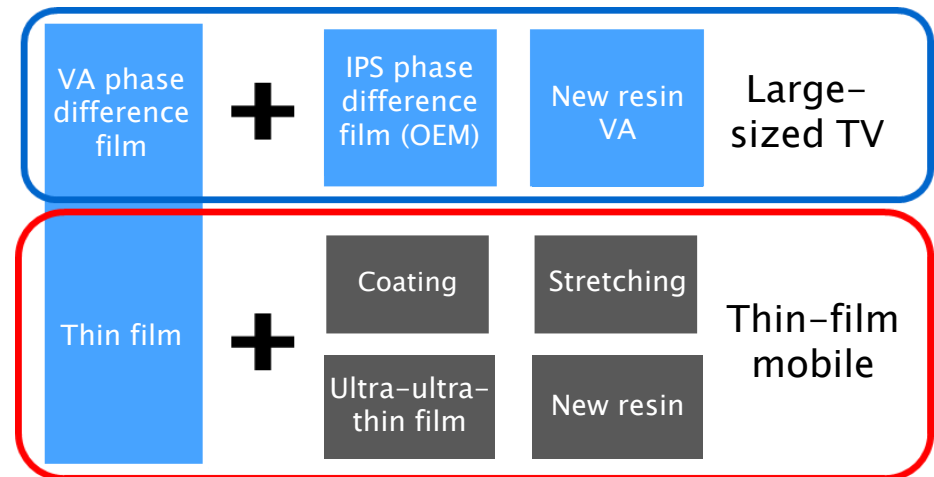 VA phase
difference
film
+
IPS phase
difference
film (OEM)
New resin
VA
Large-
sized TV
Thin film
+
Coating
Stretching
Ultra-ultra-
thin film
New resin
Thin-film
mobile